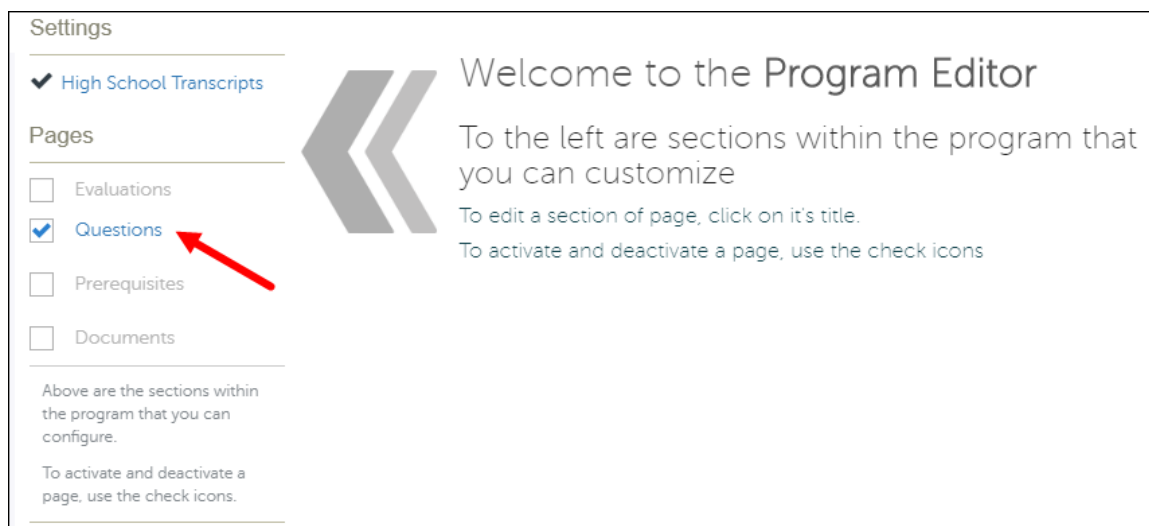 Settings
High School Transcripts
Pages
Evaluations
Questions
Prerequisites
Documents
Above are the sections within
the program that you can
configure.
To activate and deactivate a
page, use the check icons.
Welcome to the Program Editor
To the left are sections within the program that
you can customize
To edit a section of page, click on it's title.
To activate and deactivate a page, use the check icons